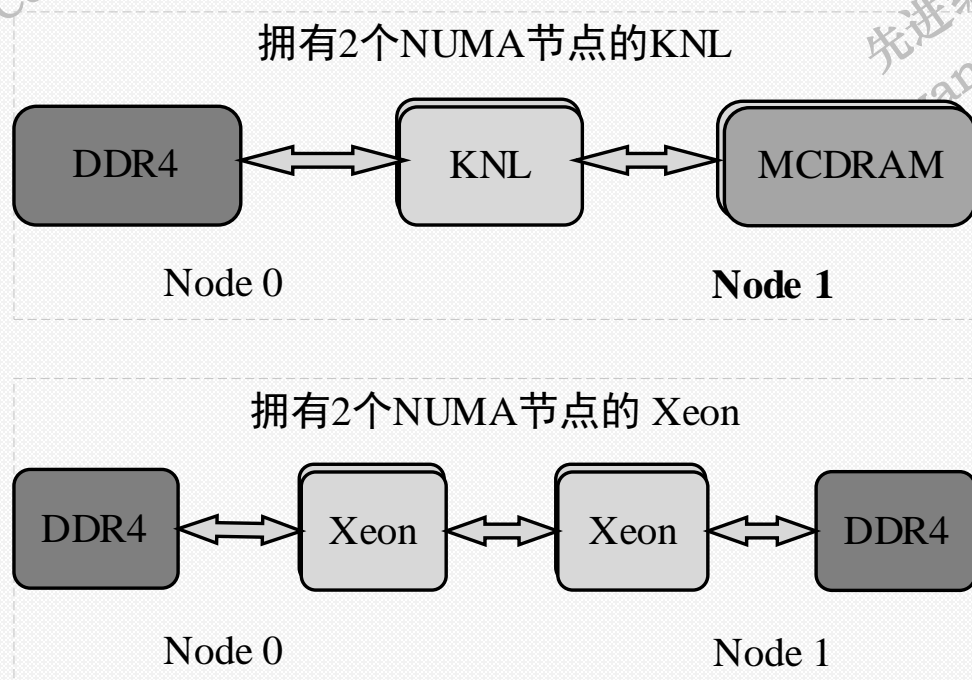 拥有2个NUMA节点的KNL
DDR4
KNL
MCDRAM
Node 0
Node 1
拥有2个NUMA节点的 Xeon
DDR4
Xeon
Xeon
DDR4
Node 0
Node 1